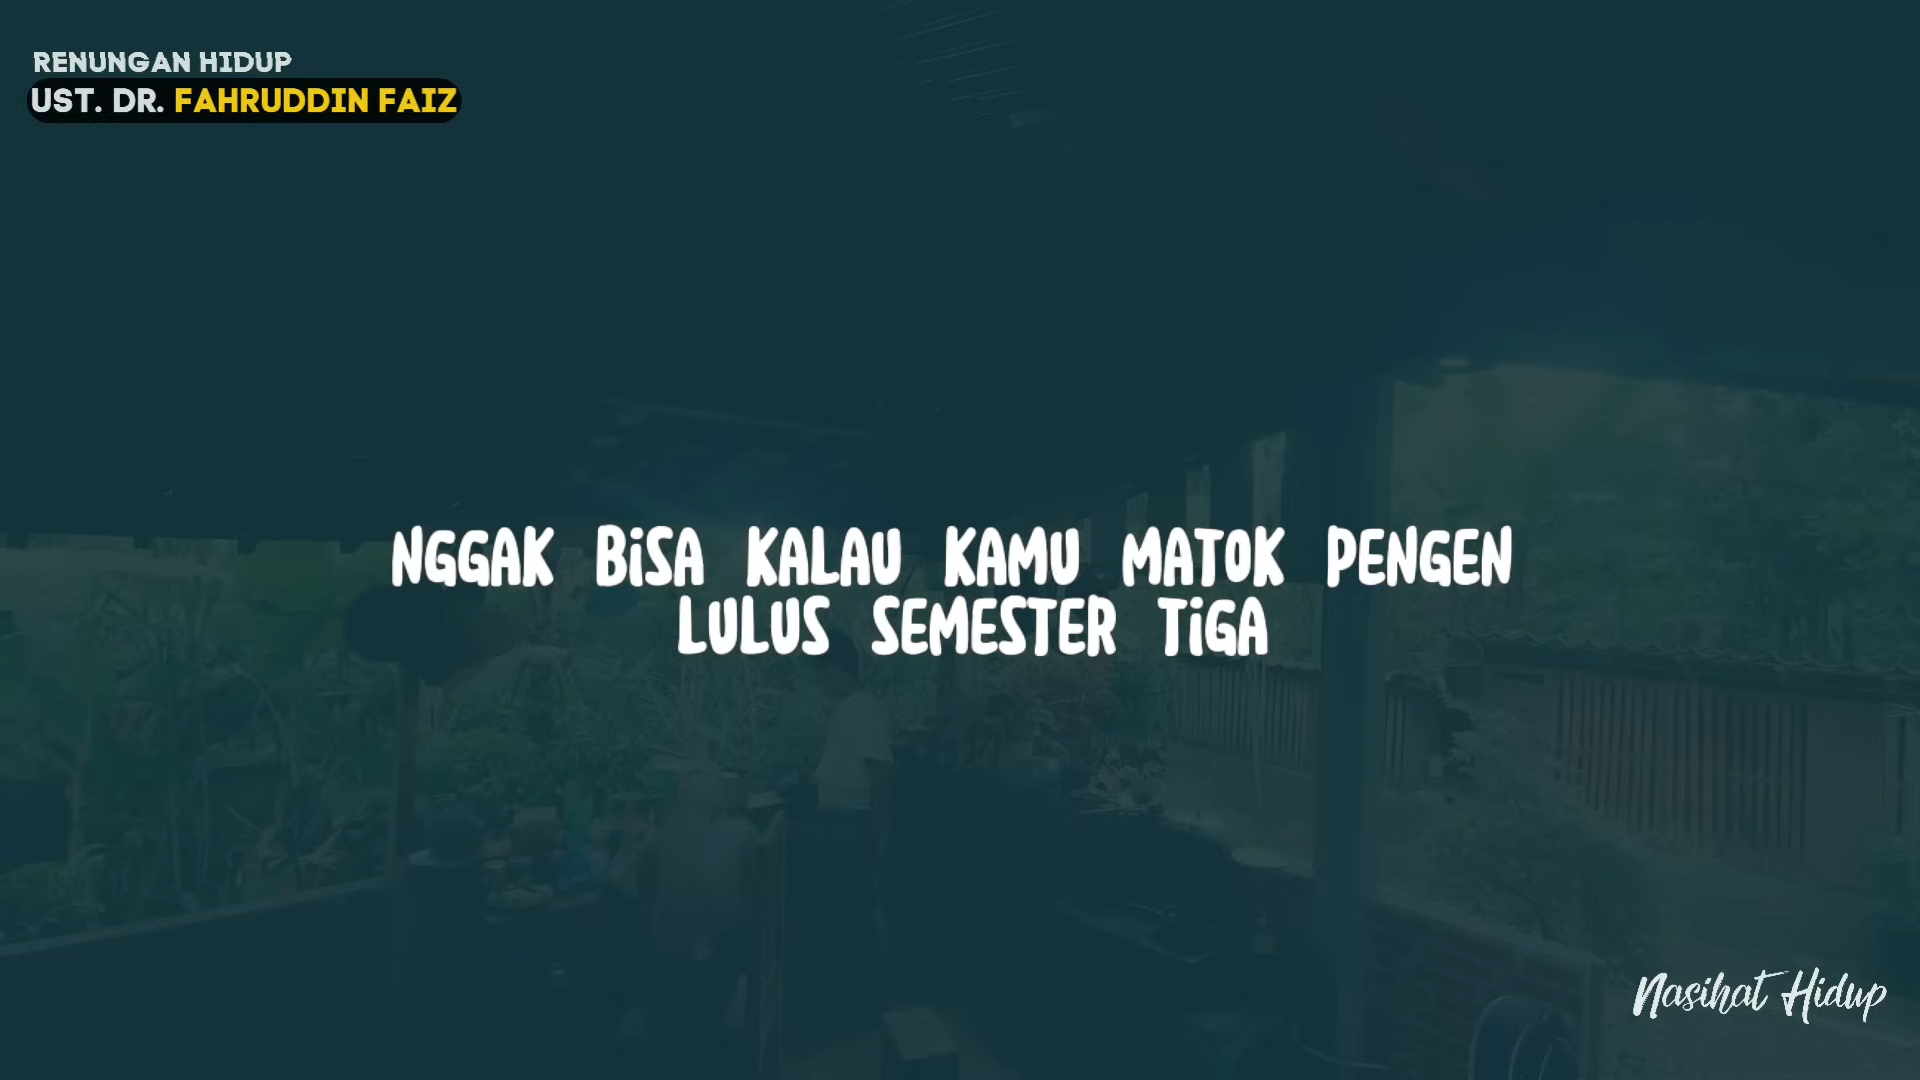 RENUNGAN HIDUP
UST. DR. FAHRUDDIN FAIZ
NGGAK BISA KALAU KAMU MATOK PENGEN
LULUS SEMESTER TIGA
Nasihat Hidup